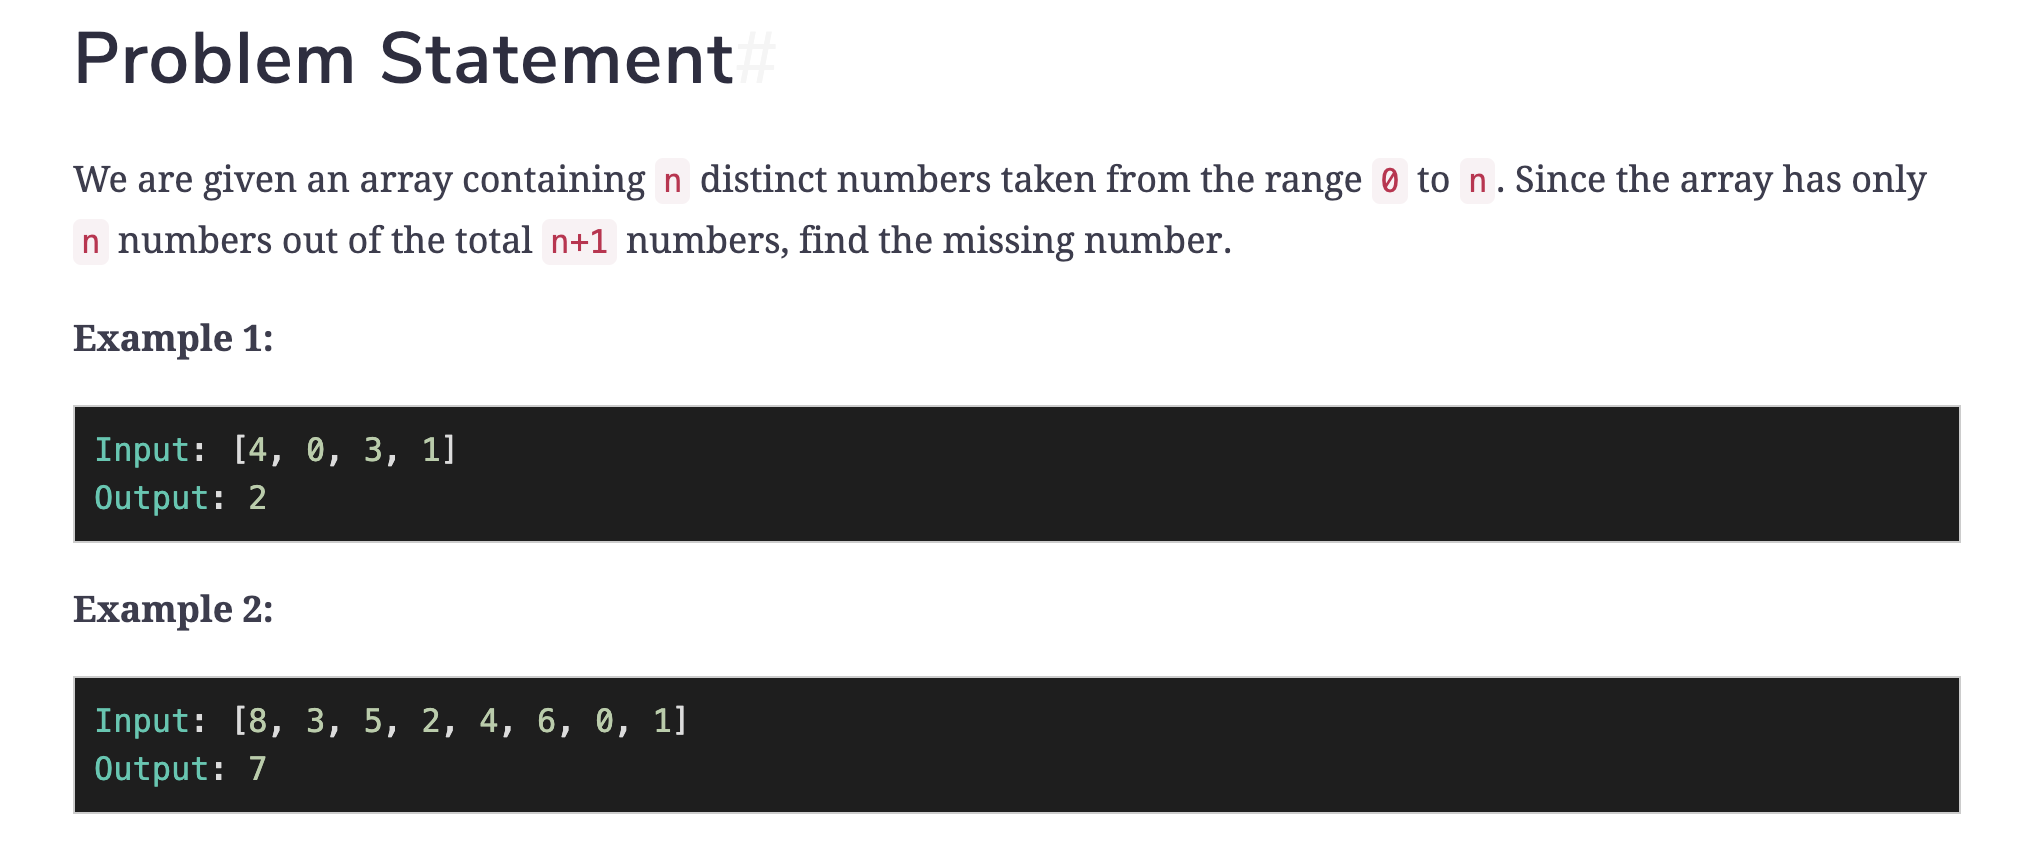 Problem Statement#
We are given an array containing n distinct numbers taken from the range 0 to n. Since the array has only
n numbers out of the total n+1 numbers, find the missing number.
Example 1:
Input: [4, 0, 3, 1]
Output: 2
Example 2:
Input: [8, 3, 5, 2, 4, 6, 0, 1]
Output: 7